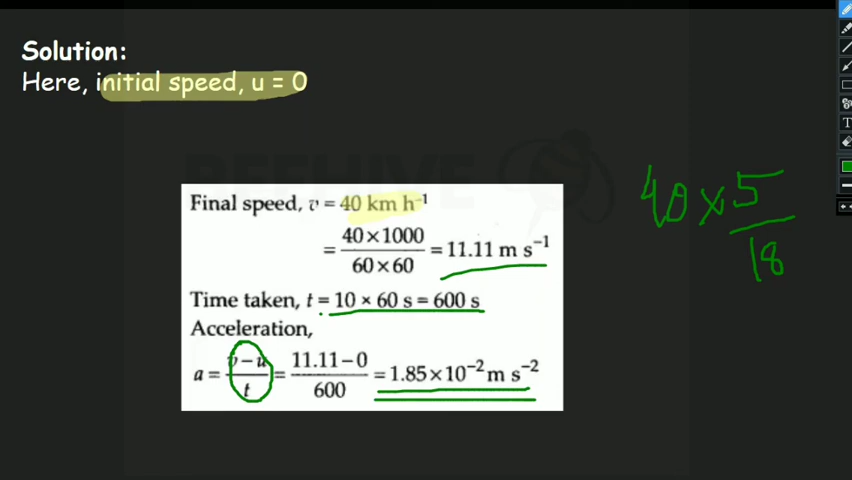 Solution:
Here, initial speed, u = 0
BEEHIVE
Final speed, v = 40 km h⁻¹
= 40×1000 / 60×60 = 11.11 m s⁻¹
Time taken, t = 10 × 60 s = 600 s
Acceleration,
a = v−u / t = 11.11−0 / 600 = 1.85×10⁻² m s⁻²
40 × 5 / 18